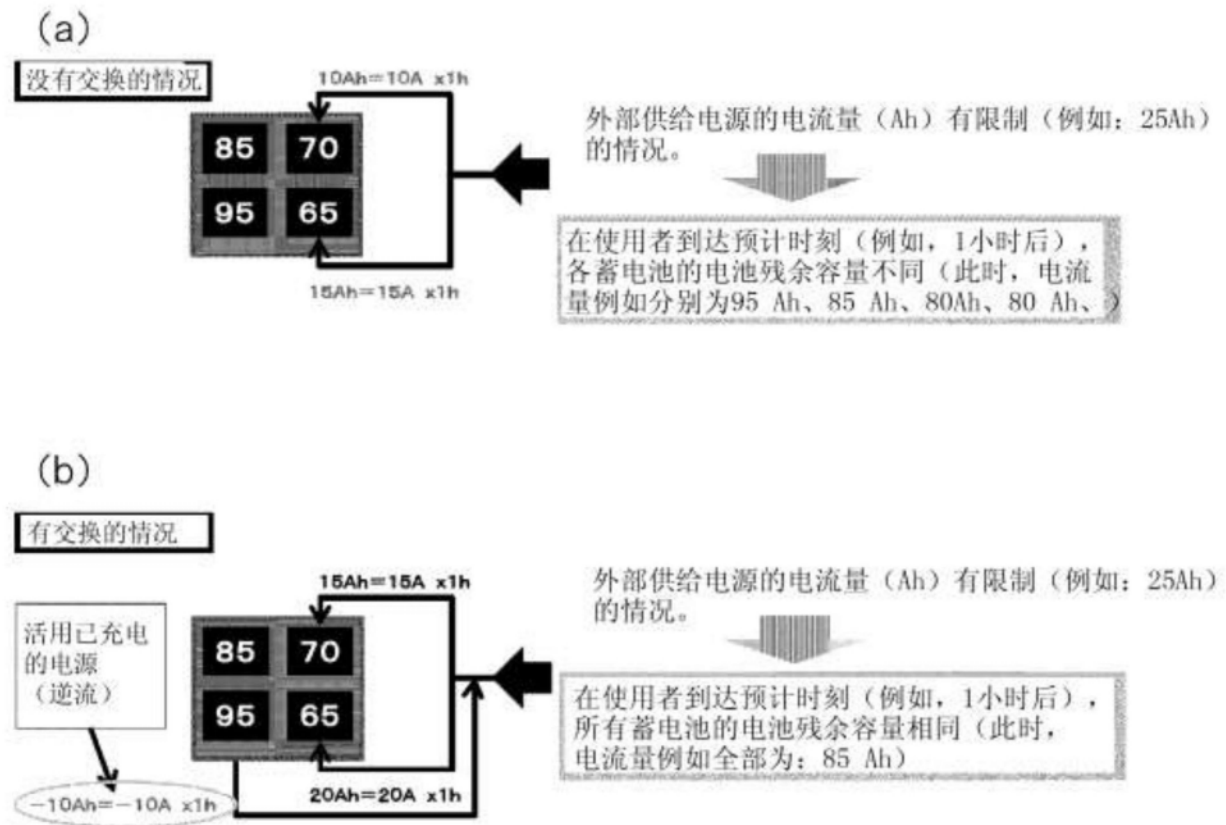 (a)
没有交换的情况
10Ah=10A x1h
85 70
95 65
15Ah=15A x1h
外部供给电源的电流量（Ah）有限制（例如：25Ah）
的情况。
在使用者到达预计时刻（例如，1小时后），
各蓄电池的电池残余容量不同（此时，电流
量例如分别为95 Ah、85 Ah、80Ah、80 Ah、）
(b)
有交换的情况
15Ah=15A x1h
活用已充电
的电源
（逆流）
85 70
95 65
20Ah=20A x1h
-10Ah=-10A x1h
外部供给电源的电流量（Ah）有限制（例如：25Ah）
的情况。
在使用者到达预计时刻（例如，1小时后），
所有蓄电池的电池残余容量相同（此时，
电流量例如全部为：85 Ah）